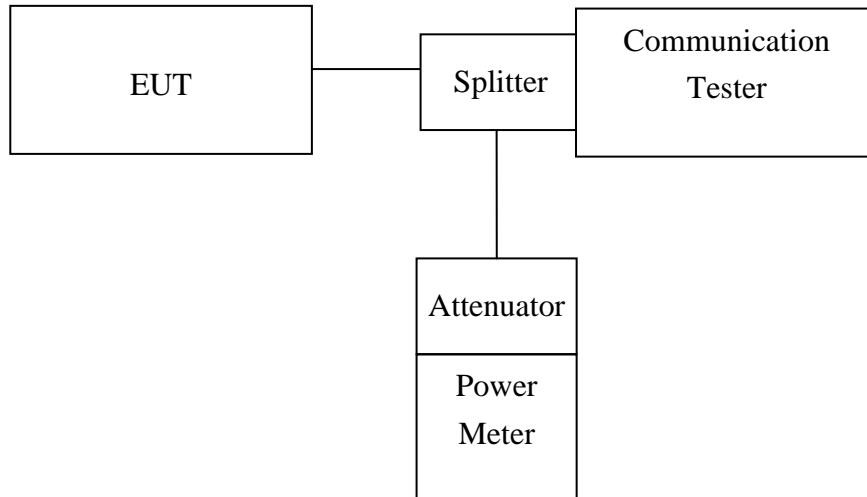 EUT
Splitter
Communication
Tester
Attenuator
Power
Meter